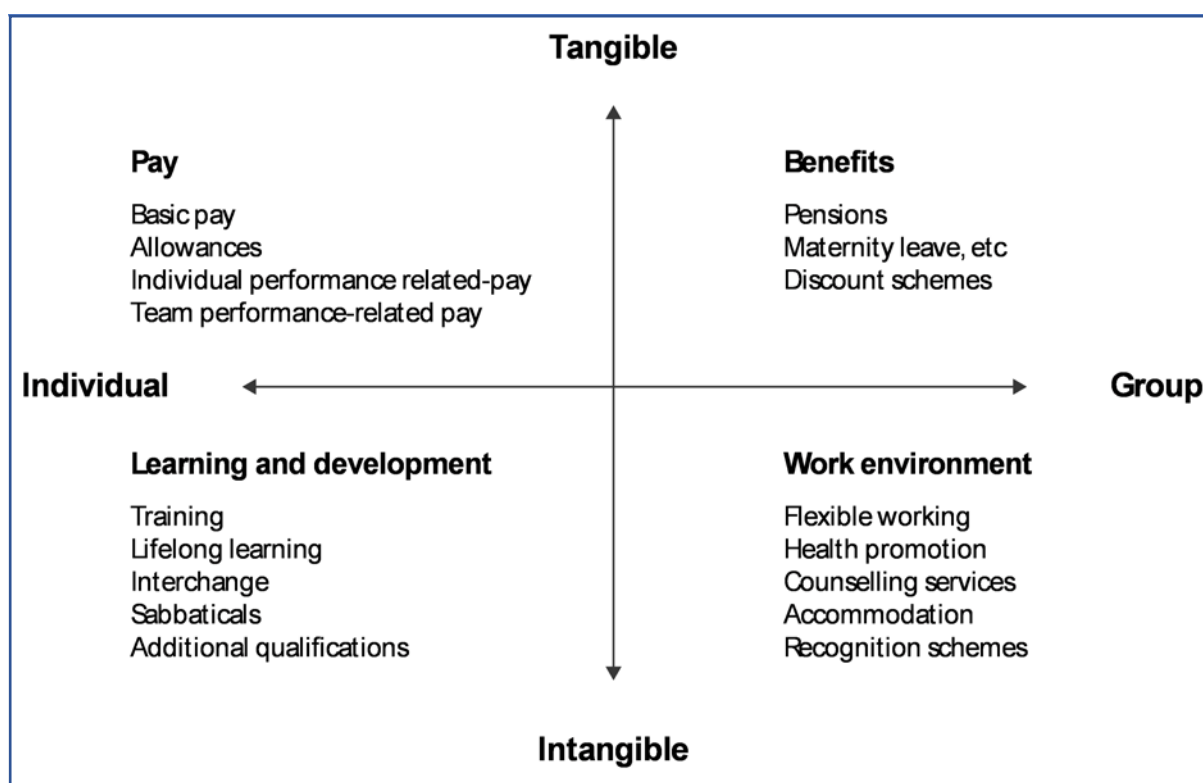 Tangible
Pay
Basic pay
Allowances
Individual performance related-pay
Team performance-related pay
Benefits
Pensions
Maternity leave, etc
Discount schemes
Individual
Group
Learning and development
Training
Lifelong learning
Interchange
Sabbaticals
Additional qualifications
Work environment
Flexible working
Health promotion
Counselling services
Accommodation
Recognition schemes
Intangible